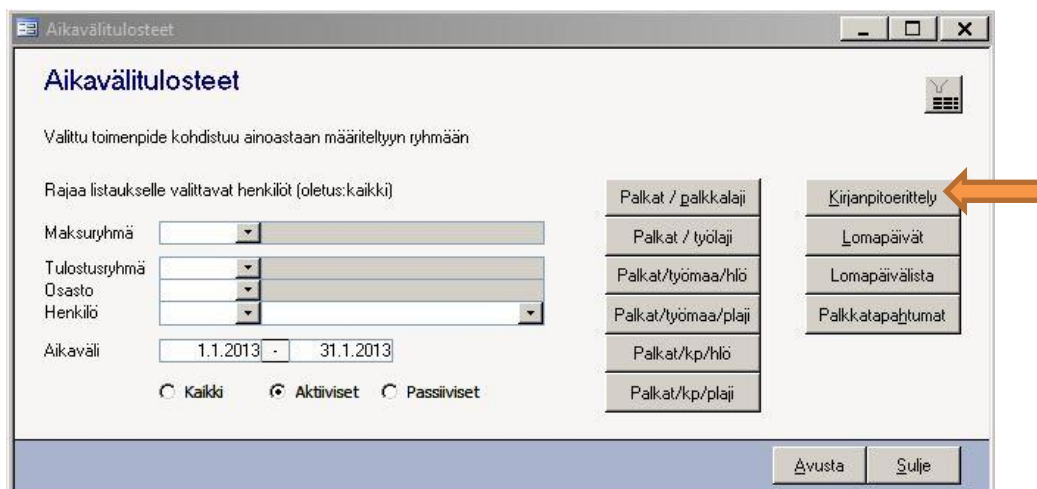 Aikavälitulosteet
Aikavälitulosteet
Valittu toimenpide kohdistuu ainoastaan määriteltyyn ryhmään
Rajaa listaukselle valittavat henkilöt (oletus:kaikki)
Maksuryhmä
Tulostusryhmä
Osasto
Henkilö
Aikaväli 1.1.2013 - 31.1.2013
Kaikki Aktiiviset Passiiviset
Palkat / palkkalaji
Palkat / työlaji
Palkat/työmaa/hlö
Palkat/työmaa/plaji
Palkat/kp/hlö
Palkat/kp/plaji
Kirjanpitoerittely
Lomapäivät
Lomapäivälista
Palkkatapahtumat
Avusta Sulje